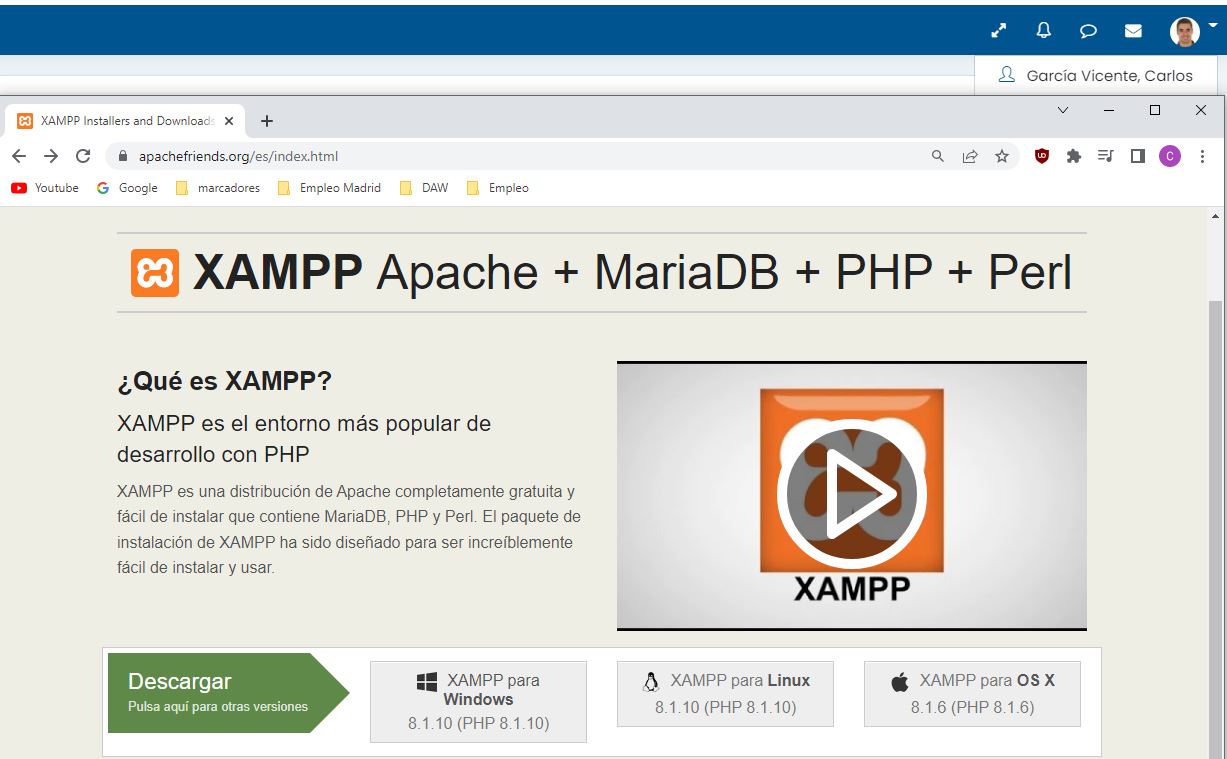 García Vicente, Carlos
XAMPP Installers and Downloads
apachefriends.org/es/index.html
C
Youtube
Google
marcadores
Empleo Madrid
DAW
Empleo
XAMPP Apache + MariaDB + PHP + Perl
¿Qué es XAMPP?
XAMPP es el entorno más popular de
desarrollo con PHP
XAMPP es una distribución de Apache completamente gratuita y
fácil de instalar que contiene MariaDB, PHP y Perl. El paquete de
instalación de XAMPP ha sido diseñado para ser increíblemente
fácil de instalar y usar.
XAMPP
Descargar
Pulsa aquí para otras versiones
XAMPP para
Windows
8.1.10 (PHP 8.1.10)
XAMPP para Linux
8.1.10 (PHP 8.1.10)
XAMPP para OS X
8.1.6 (PHP 8.1.6)